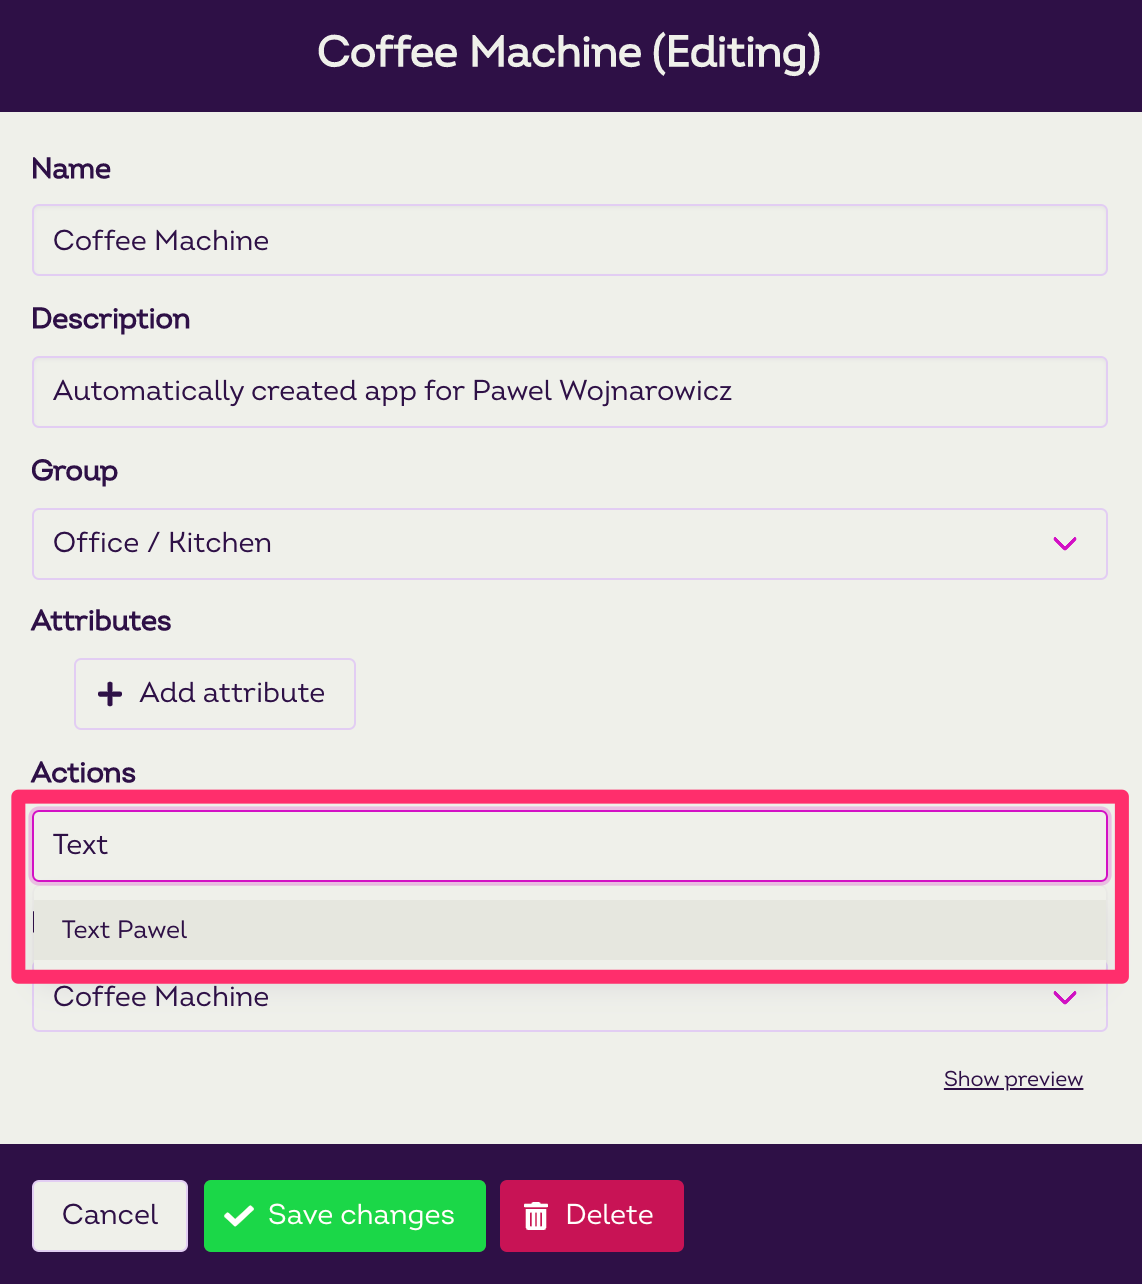 Coffee Machine (Editing)
Name
Coffee Machine
Description
Automatically created app for Pawel Wojnarowicz
Group
Office / Kitchen
Attributes
Add attribute
Actions
Text
Text Pawel
Coffee Machine
Show preview
Cancel
Save changes
Delete